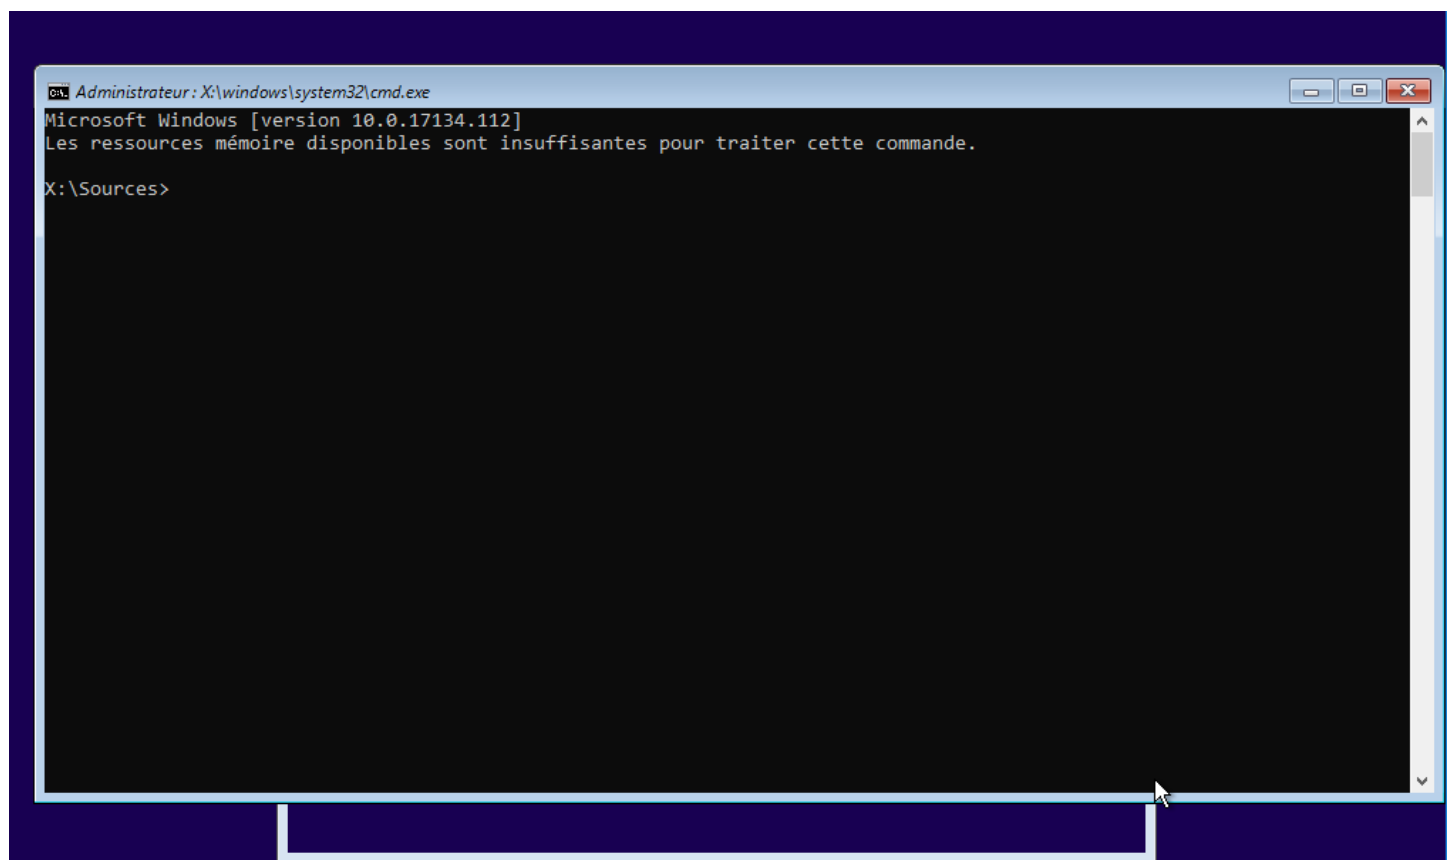 Administrateur : X:\windows\system32\cmd.exe
Microsoft Windows [version 10.0.17134.112]
Les ressources mémoire disponibles sont insuffisantes pour traiter cette commande.
X:\Sources>